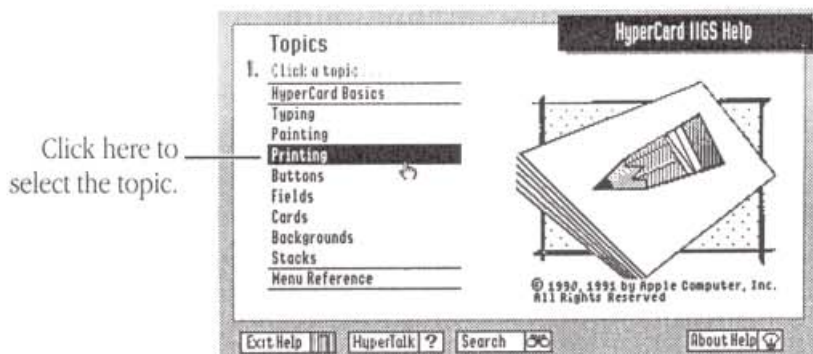 HyperCard IIGS Help
Topics
1. Click a topic...
HyperCard Basics
Typing
Painting
Printing
Buttons
Fields
Cards
Backgrounds
Stacks
Menu Reference
Click here to
select the topic.
© 1990, 1991 by Apple Computer, Inc.
All Rights Reserved
Exit Help
HyperTalk ?
Search
About Help